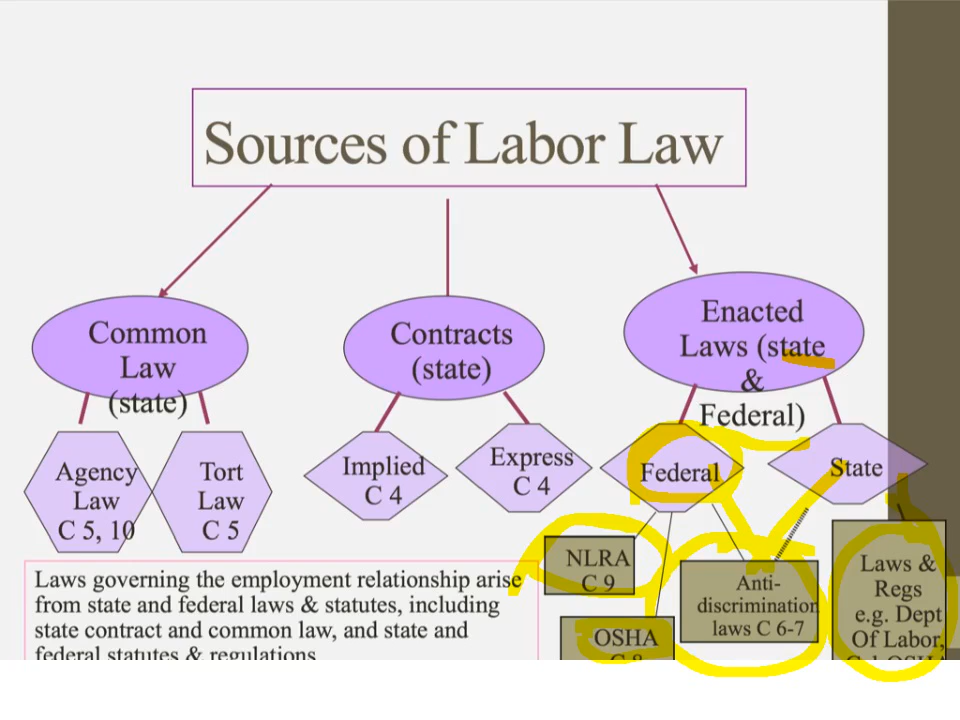 Sources of Labor Law
Common
Law
(state)
Contracts
(state)
Enacted
Laws (state
&
Federal)
Agency
Law
C 5, 10
Tort
Law
C 5
Implied
C 4
Express
C 4
Federal
State
NLRA
C 9
OSHA
C 8
Anti-
discrimination
laws C 6-7
Laws &
Regs
e.g. Dept
Of Labor,
Laws governing the employment relationship arise
from state and federal laws & statutes, including
state contract and common law, and state and
federal statutes & regulations